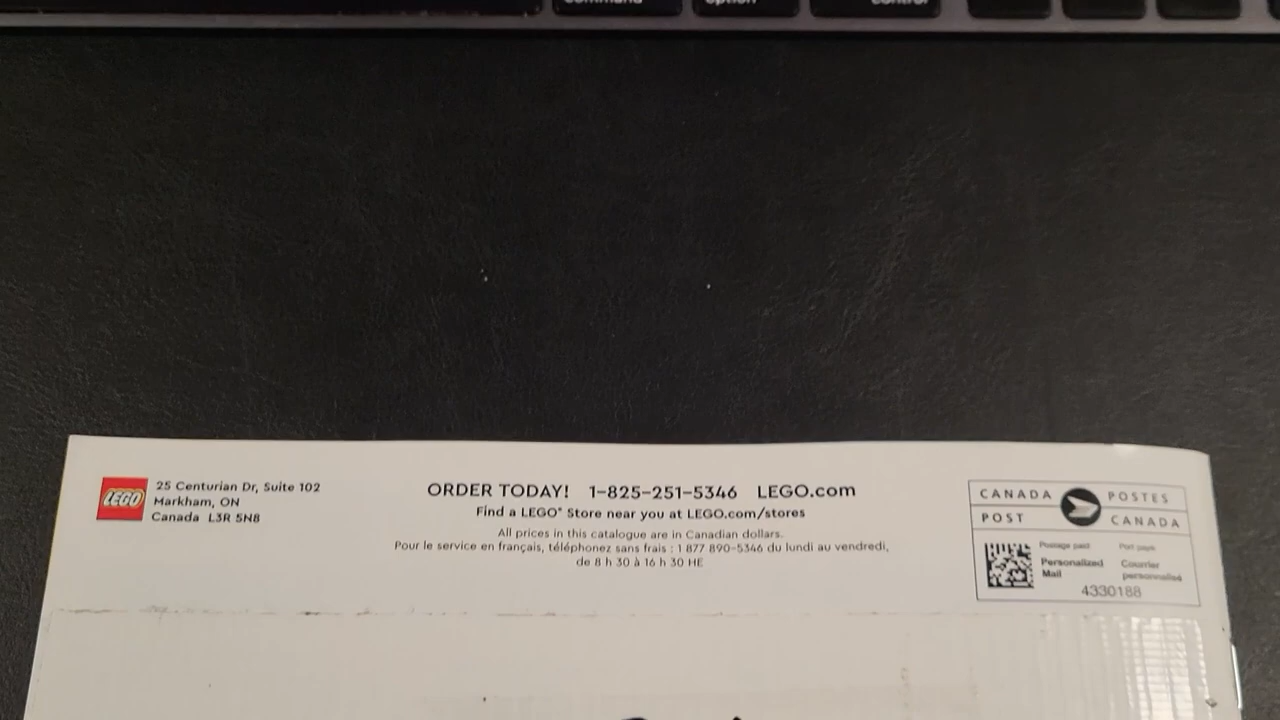 command option control
LEGO
25 Centurian Dr, Suite 102
Markham, ON
Canada L3R 5N8
ORDER TODAY! 1-825-251-5346 LEGO.com
Find a LEGO® Store near you at LEGO.com/stores
All prices in this catalogue are in Canadian dollars.
Pour le service en français, téléphonez sans frais : 1 877 890-5346 du lundi au vendredi,
de 8 h 30 à 16 h 30 HE
CANADA POSTES
POST CANADA
Postage paid Port payé
Personalized Courrier
Mail personnalisé
4330188